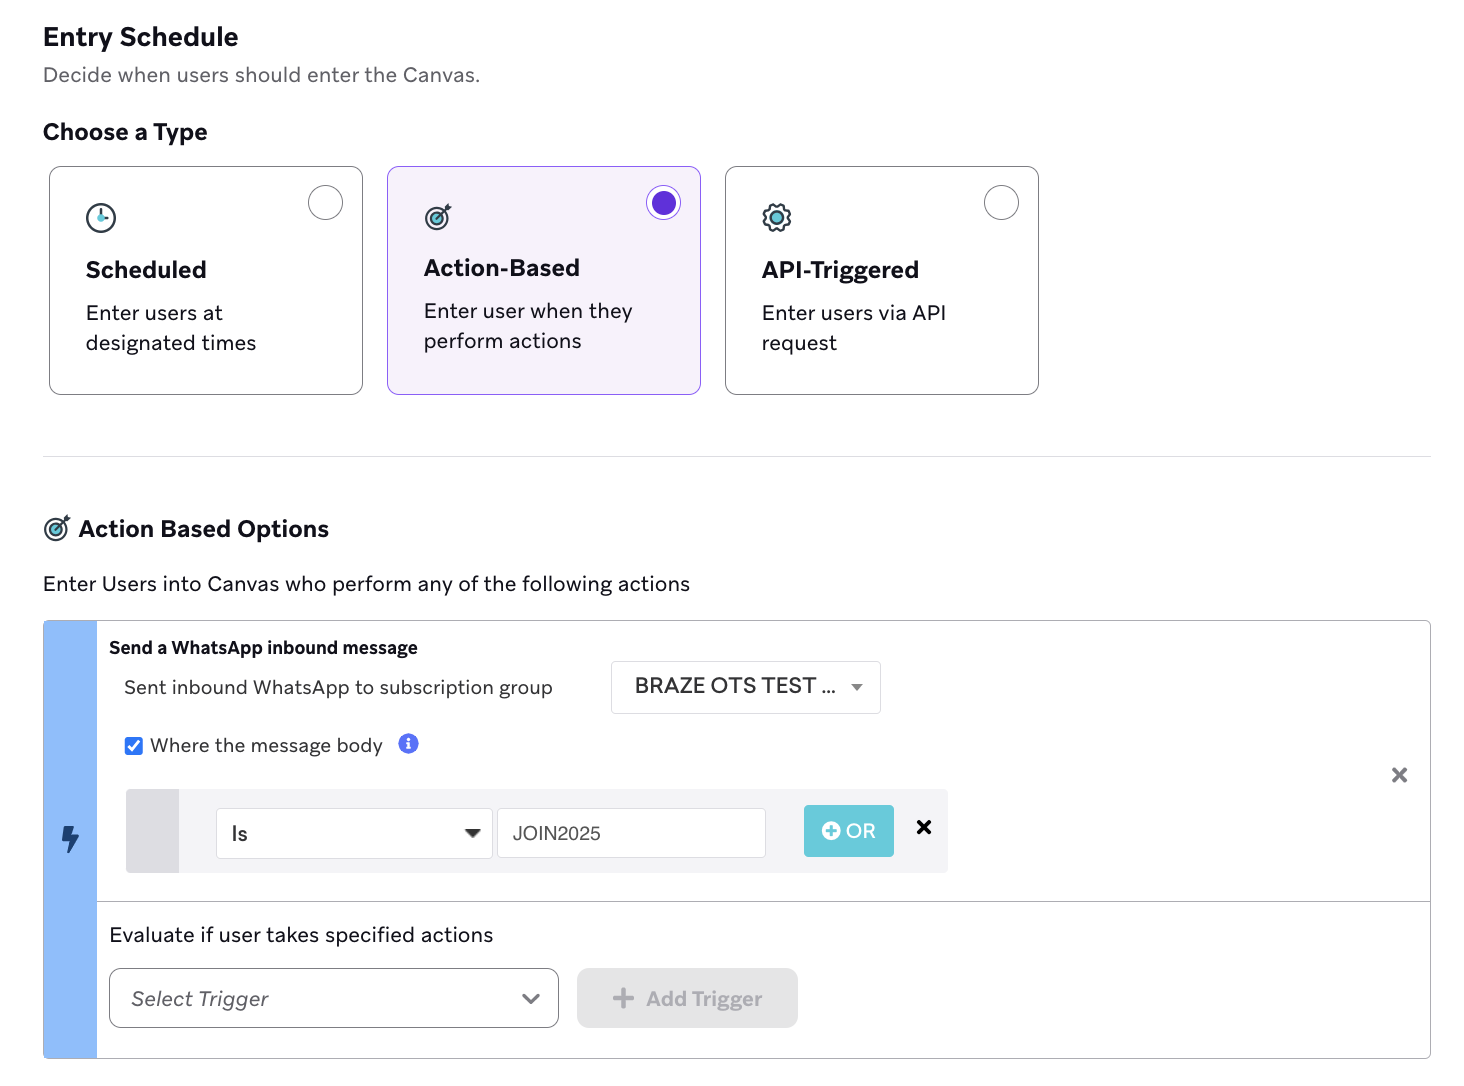 Entry Schedule
Decide when users should enter the Canvas.
Choose a Type
Scheduled
Enter users at
designated times
Action-Based
Enter user when they
perform actions
API-Triggered
Enter users via API
request
Action Based Options
Enter Users into Canvas who perform any of the following actions
Send a WhatsApp inbound message
Sent inbound WhatsApp to subscription group
BRAZE OTS TEST ...
Where the message body
Is
JOIN2025
OR
Evaluate if user takes specified actions
Select Trigger
Add Trigger